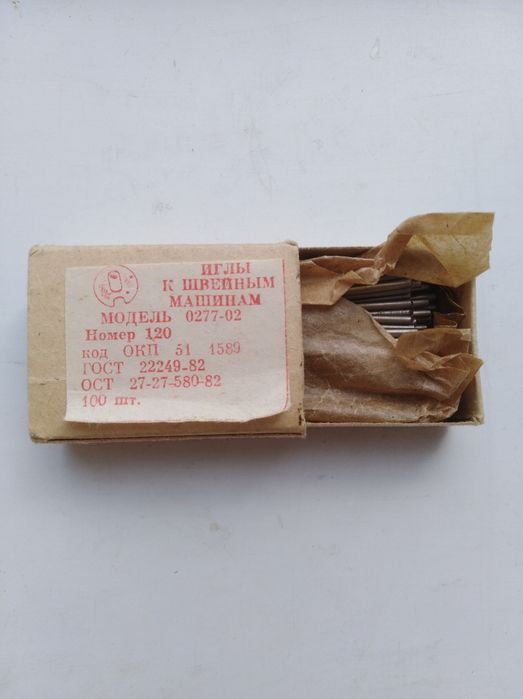 ИГЛЫ
К ШВЕЙНЫМ
МАШИНАМ
МОДЕЛЬ 0277-02
Номер 120
код ОКП 51 1589
ГОСТ 22249-82
ОСТ 27-27-580-82
100 шт.